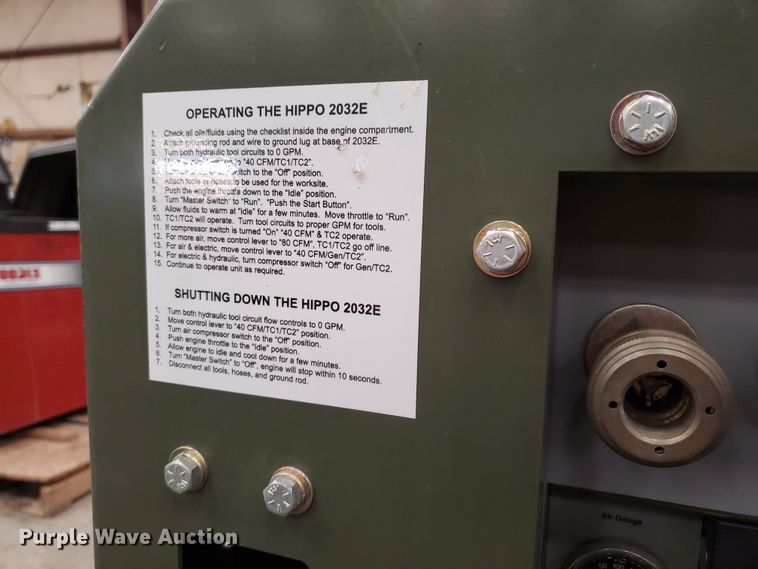 OPERATING THE HIPPO 2032E
1. Check all oils/fluids using the checklist inside the engine compartment.
2. Attach grounding rod and wire to ground lug at base of 2032E.
3. Turn both hydraulic tool circuits to 0 GPM.
4. to "40 CFM/TC1/TC2".
5. switch to the "Off" position.
6. Attach tools or hoses to be used for the worksite.
7. Push the engine throttle down to the "Idle" position.
8. Turn "Master Switch" to "Run". "Push the Start Button".
9. Allow fluids to warm at "Idle" for a few minutes. Move throttle to "Run".
10. TC1/TC2 will operate. Turn tool circuits to proper GPM for tools.
11. If compressor switch is turned "On" "40 CFM" & TC2 operate.
12. For more air, move control lever to "80 CFM", TC1/TC2 go off line.
13. For air & electric, move control lever to "40 CFM/Gen/TC2".
14. For electric & hydraulic, turn compressor switch "Off" for Gen/TC2.
15. Continue to operate unit as required.
SHUTTING DOWN THE HIPPO 2032E
1. Turn both hydraulic tool circuit flow controls to 0 GPM.
2. Move control lever to "40 CFM/TC1/TC2" position.
3. Turn air compressor switch to the "Off" position.
4. Push engine throttle to the "Idle" position.
5. Allow engine to idle and cool down for a few minutes.
6. Turn "Master Switch" to "Off", engine will stop within 10 seconds.
7. Disconnect all tools, hoses, and ground rod.
Air Gauge
50
100
Purple Wave Auction